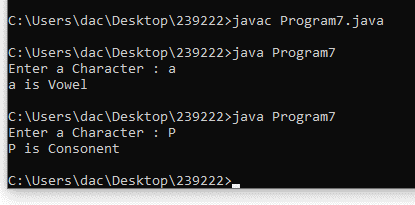 C:\Users\dac\Desktop\239222>javac Program7.java
C:\Users\dac\Desktop\239222>java Program7
Enter a Character : a
a is Vowel
C:\Users\dac\Desktop\239222>java Program7
Enter a Character : P
P is Consonent
C:\Users\dac\Desktop\239222>